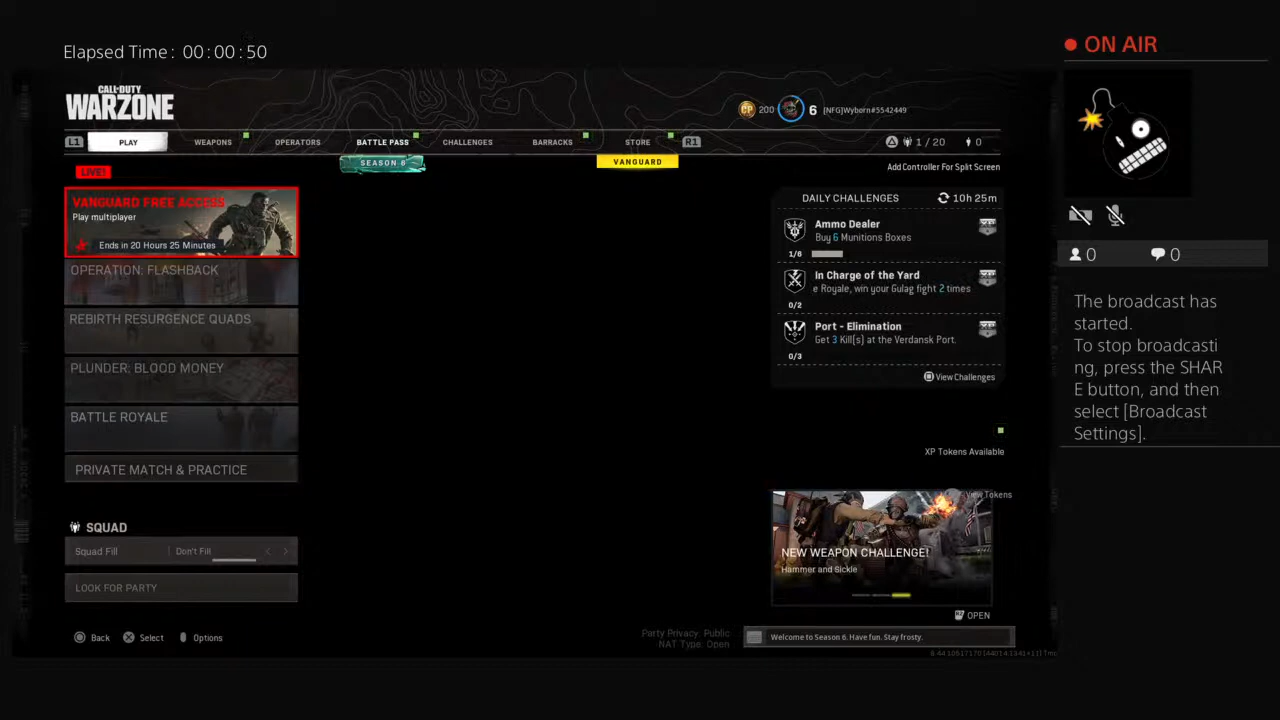 Elapsed Time: 00:00:50
ON AIR
CALL OF DUTY
WARZONE
CP 200 6 [NFG]Wyborn#5542449
L1 PLAY WEAPONS OPERATORS BATTLE PASS CHALLENGES BARRACKS STORE R1 1 / 20 0
SEASON 6 VANGUARD
Add Controller For Split Screen
LIVE!
VANGUARD FREE ACCESS
Play multiplayer
Ends in 20 Hours 25 Minutes
OPERATION: FLASHBACK
REBIRTH RESURGENCE QUADS
PLUNDER: BLOOD MONEY
BATTLE ROYALE
PRIVATE MATCH & PRACTICE
SQUAD
Squad Fill Don't Fill
LOOK FOR PARTY
Back Select Options
DAILY CHALLENGES 10h 25m
Ammo Dealer
Buy 6 Munitions Boxes
1/6
In Charge of the Yard
e Royale, win your Gulag fight 2 times
0/2
Port - Elimination
Get 3 Kill(s) at the Verdansk Port.
0/3
View Challenges
XP Tokens Available
View Tokens
NEW WEAPON CHALLENGE!
Hammer and Sickle
OPEN
Party Privacy: Public
NAT Type: Open
Welcome to Season 6. Have fun. Stay frosty.
0 0
The broadcast has
started.
To stop broadcasti
ng, press the SHAR
E button, and then
select [Broadcast
Settings].